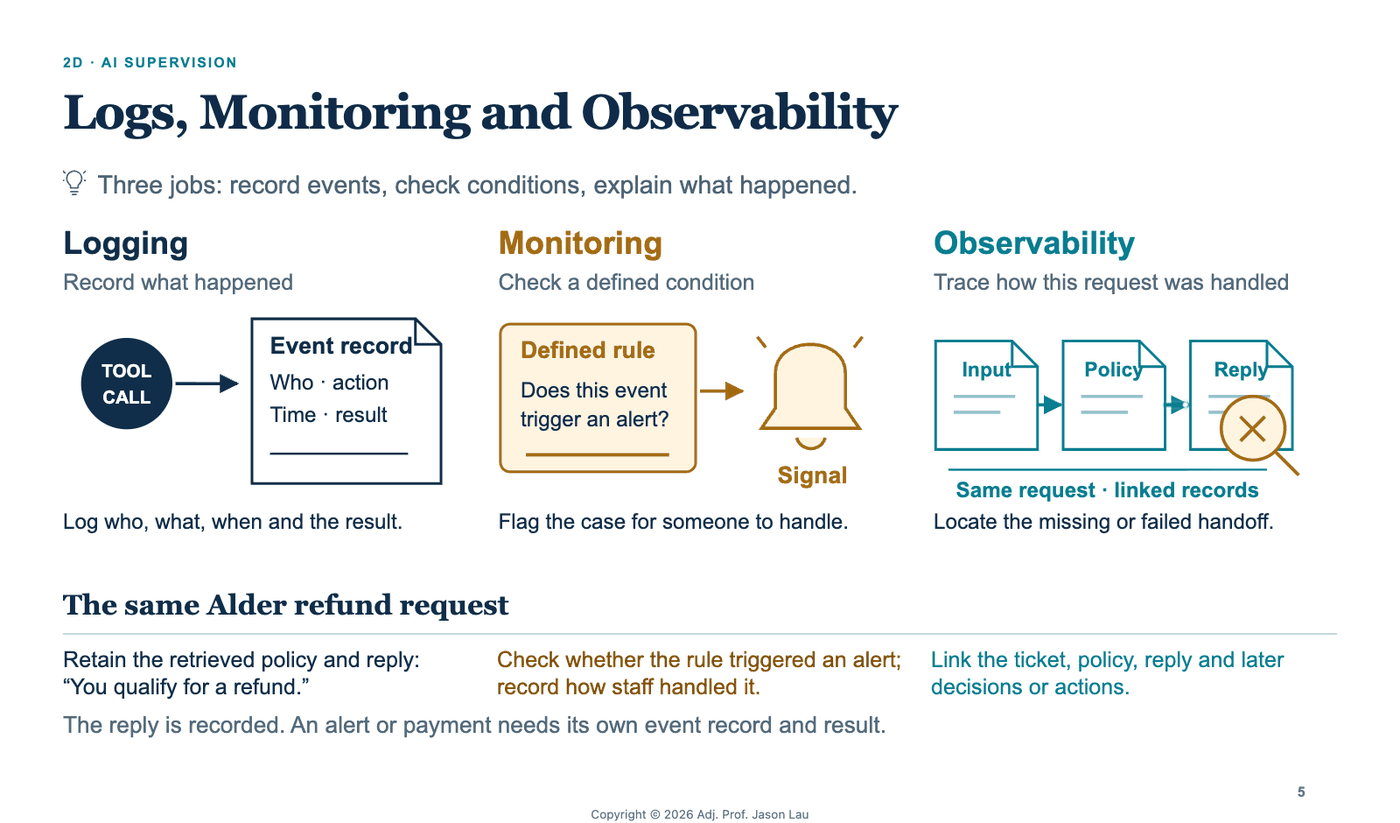 2D · AI SUPERVISION
Logs, Monitoring and Observability
Three jobs: record events, check conditions, explain what happened.
Logging
Record what happened
TOOL
CALL
Event record
Who · action
Time · result
Log who, what, when and the result.
Monitoring
Check a defined condition
Defined rule
Does this event
trigger an alert?
Signal
Flag the case for someone to handle.
Observability
Trace how this request was handled
Input
Policy
Reply
Same request · linked records
Locate the missing or failed handoff.
The same Alder refund request
Retain the retrieved policy and reply:
“You qualify for a refund.”
Check whether the rule triggered an alert;
record how staff handled it.
Link the ticket, policy, reply and later
decisions or actions.
The reply is recorded. An alert or payment needs its own event record and result.
5
Copyright © 2026 Adj. Prof. Jason Lau